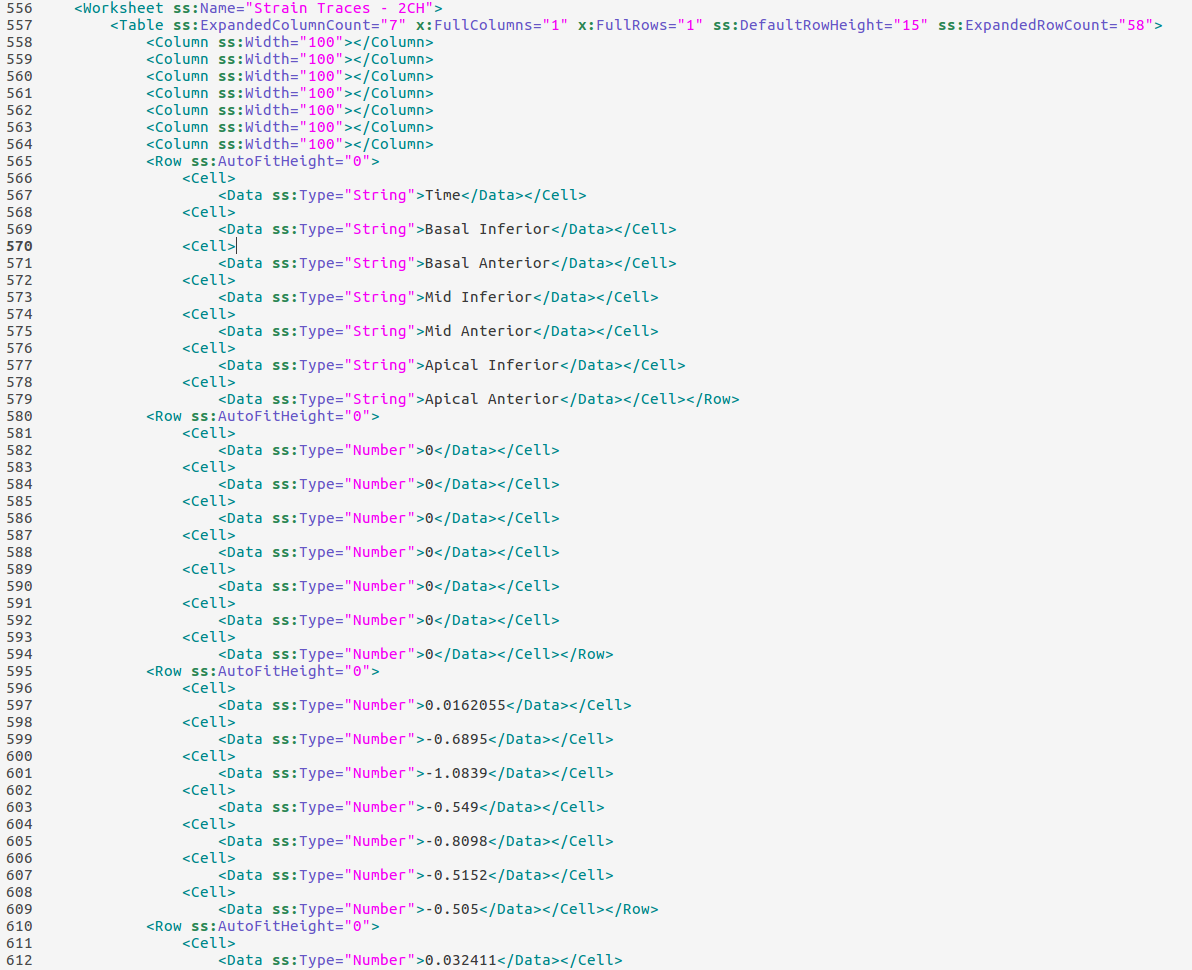 556 <Worksheet ss:Name="Strain Traces - 2CH">
557 <Table ss:ExpandedColumnCount="7" x:FullColumns="1" x:FullRows="1" ss:DefaultRowHeight="15" ss:ExpandedRowCount="58">
558 <Column ss:Width="100"></Column>
559 <Column ss:Width="100"></Column>
560 <Column ss:Width="100"></Column>
561 <Column ss:Width="100"></Column>
562 <Column ss:Width="100"></Column>
563 <Column ss:Width="100"></Column>
564 <Column ss:Width="100"></Column>
565 <Row ss:AutoFitHeight="0">
566 <Cell>
567 <Data ss:Type="String">Time</Data></Cell>
568 <Cell>
569 <Data ss:Type="String">Basal Inferior</Data></Cell>
570 <Cell>
571 <Data ss:Type="String">Basal Anterior</Data></Cell>
572 <Cell>
573 <Data ss:Type="String">Mid Inferior</Data></Cell>
574 <Cell>
575 <Data ss:Type="String">Mid Anterior</Data></Cell>
576 <Cell>
577 <Data ss:Type="String">Apical Inferior</Data></Cell>
578 <Cell>
579 <Data ss:Type="String">Apical Anterior</Data></Cell></Row>
580 <Row ss:AutoFitHeight="0">
581 <Cell>
582 <Data ss:Type="Number">0</Data></Cell>
583 <Cell>
584 <Data ss:Type="Number">0</Data></Cell>
585 <Cell>
586 <Data ss:Type="Number">0</Data></Cell>
587 <Cell>
588 <Data ss:Type="Number">0</Data></Cell>
589 <Cell>
590 <Data ss:Type="Number">0</Data></Cell>
591 <Cell>
592 <Data ss:Type="Number">0</Data></Cell>
593 <Cell>
594 <Data ss:Type="Number">0</Data></Cell></Row>
595 <Row ss:AutoFitHeight="0">
596 <Cell>
597 <Data ss:Type="Number">0.0162055</Data></Cell>
598 <Cell>
599 <Data ss:Type="Number">-0.6895</Data></Cell>
600 <Cell>
601 <Data ss:Type="Number">-1.0839</Data></Cell>
602 <Cell>
603 <Data ss:Type="Number">-0.549</Data></Cell>
604 <Cell>
605 <Data ss:Type="Number">-0.8098</Data></Cell>
606 <Cell>
607 <Data ss:Type="Number">-0.5152</Data></Cell>
608 <Cell>
609 <Data ss:Type="Number">-0.505</Data></Cell></Row>
610 <Row ss:AutoFitHeight="0">
611 <Cell>
612 <Data ss:Type="Number">0.032411</Data></Cell>